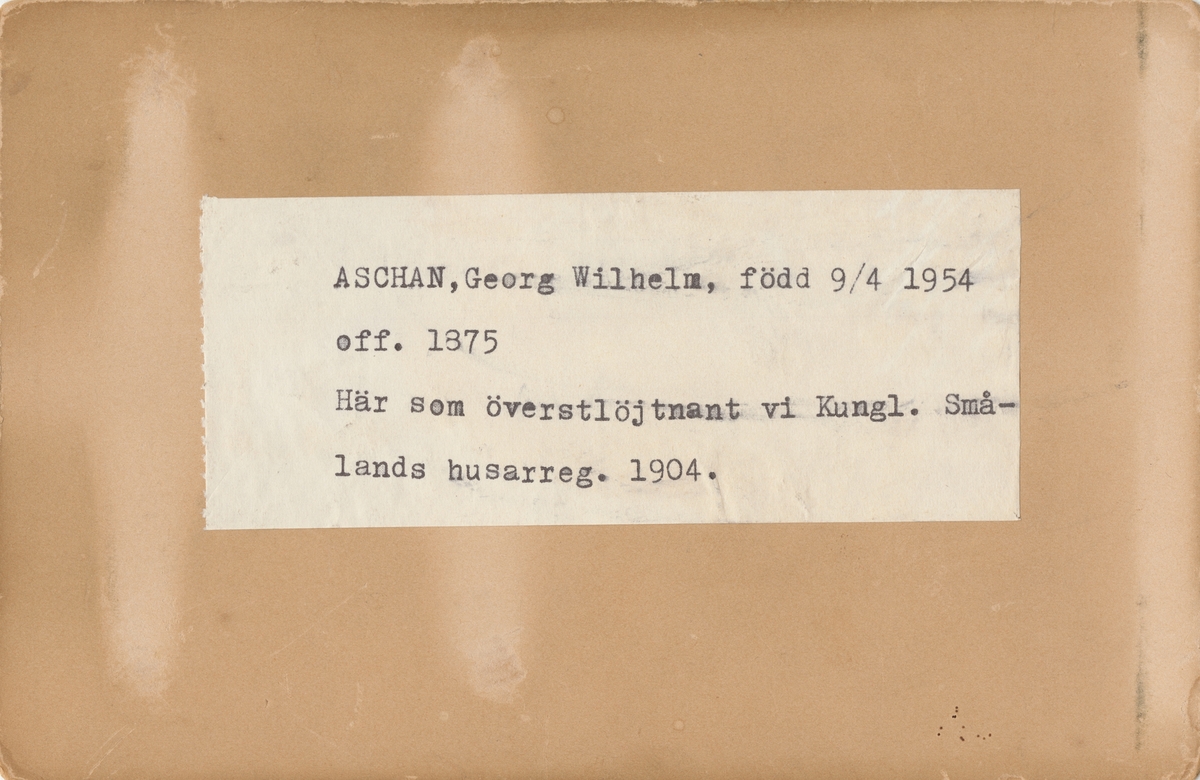 ASCHAN,Georg Wilhelm, född 9/4 1954
off. 1875
Här som överstlöjtnant vi Kungl. Små-
lands husarreg. 1904.